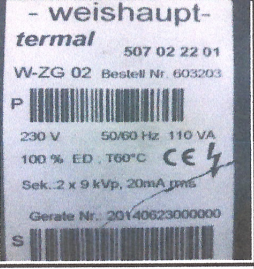 - weishaupt-
termal
507 02 22 01
W-ZG 02 Bestell Nr. 603203
P
230 V 50/60 Hz 110 VA
100 % ED , T60°C CE
Sek..2 x 9 kVp, 20mA rms
Gerate Nr. 20140623000000
S